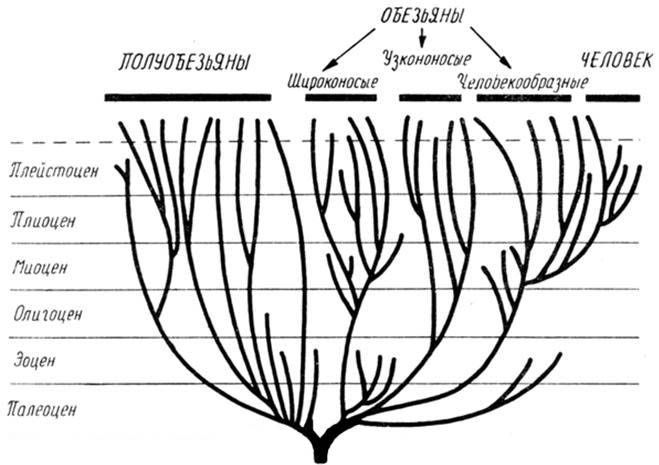 ОБЕЗЬЯНЫ
ПОЛУОБЕЗЬЯНЫ
Широконосые
Узконосые
Человекообразные
ЧЕЛОВЕК
Плейстоцен
Плиоцен
Миоцен
Олигоцен
Эоцен
Палеоцен